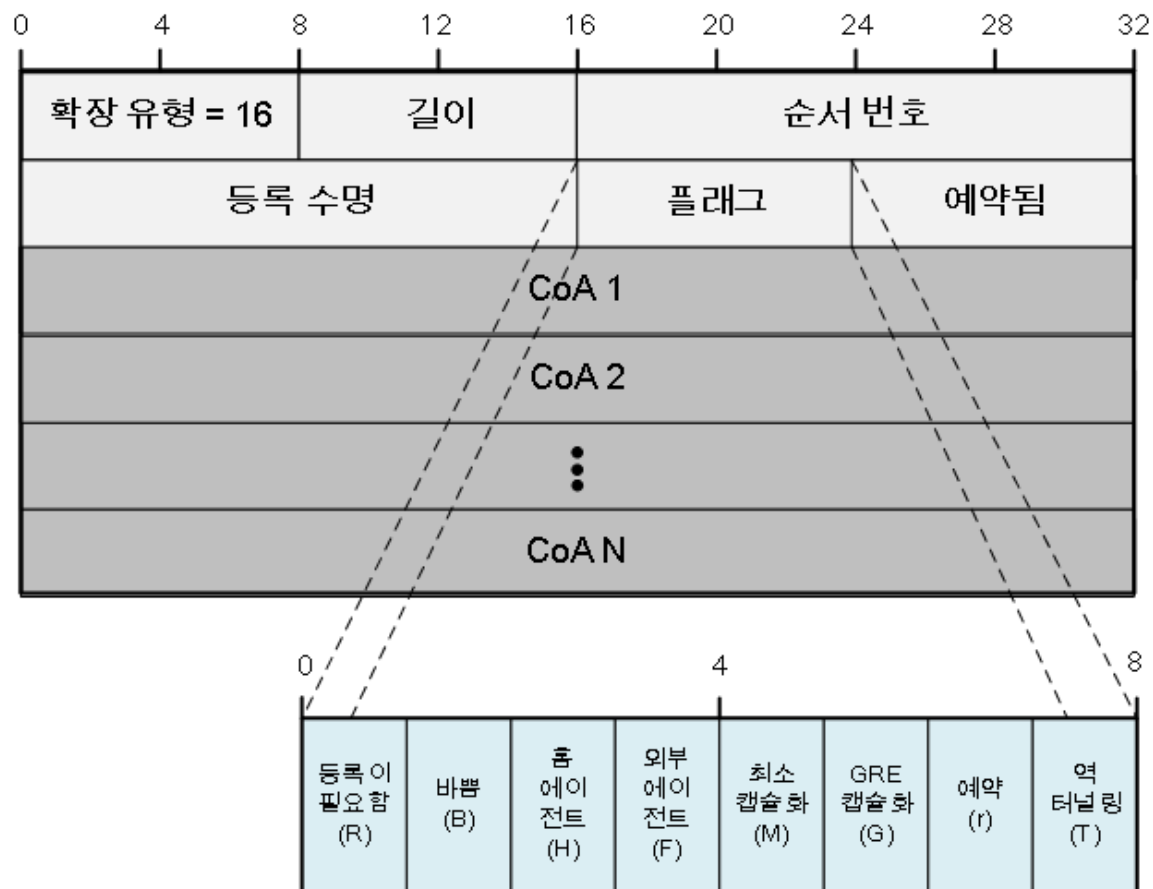 0 4 8 12 16 20 24 28 32
확장 유형 = 16 길이 순서 번호
등록 수명 플래그 예약됨
CoA 1
CoA 2
CoA N
0 4 8
등록이
필요함
(R)
바쁨
(B)
홈
에이
전트
(H)
외부
에이
전트
(F)
최소
캡슐화
(M)
GRE
캡슐화
(G)
예약
(r)
역
터널링
(T)